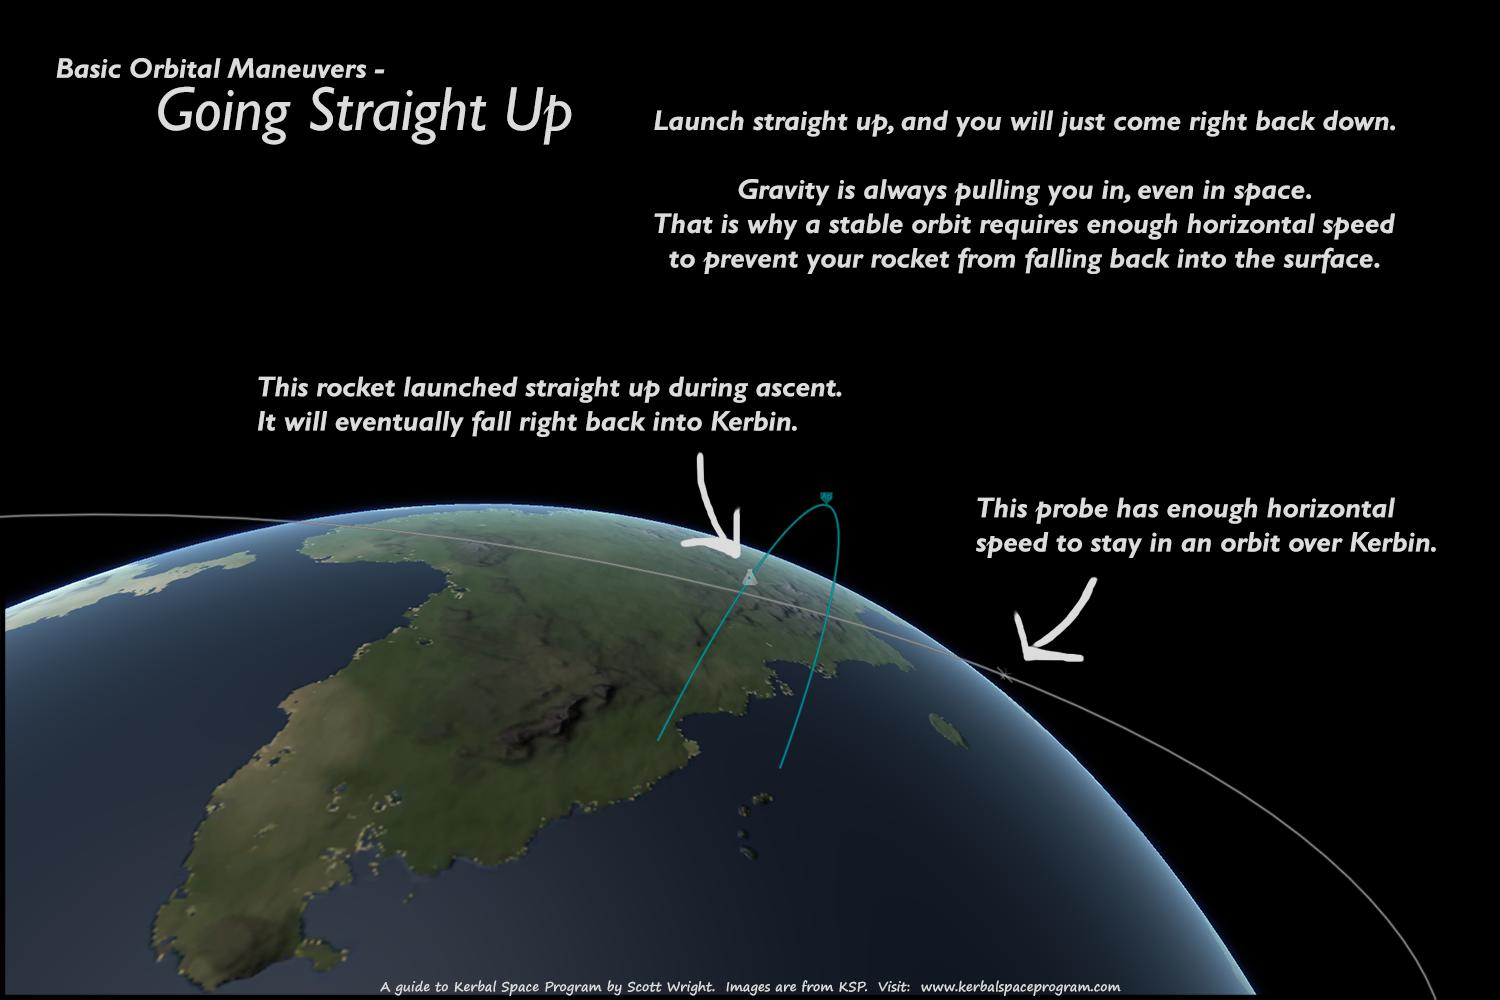 Basic Orbital Maneuvers -
Going Straight Up
Launch straight up, and you will just come right back down.
Gravity is always pulling you in, even in space.
That is why a stable orbit requires enough horizontal speed
to prevent your rocket from falling back into the surface.
This rocket launched straight up during ascent.
It will eventually fall right back into Kerbin.
This probe has enough horizontal
speed to stay in an orbit over Kerbin.
A guide to Kerbal Space Program by Scott Wright. Images are from KSP. Visit: www.kerbalspaceprogram.com